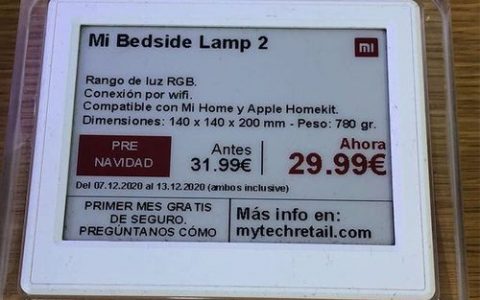 Mi Bedside Lamp 2
mi
Rango de luz RGB.
Conexión por wifi.
Compatible con Mi Home y Apple Homekit.
Dimensiones: 140 x 140 x 200 mm - Peso: 780 gr.
PRE
NAVIDAD
Antes
31.99€
Ahora
29.99€
Del 07.12.2020 al 13.12.2020 (ambos inclusive)
PRIMER MES GRATIS
DE SEGURO.
PREGÚNTANOS CÓMO
Más info en:
mytechretail.com